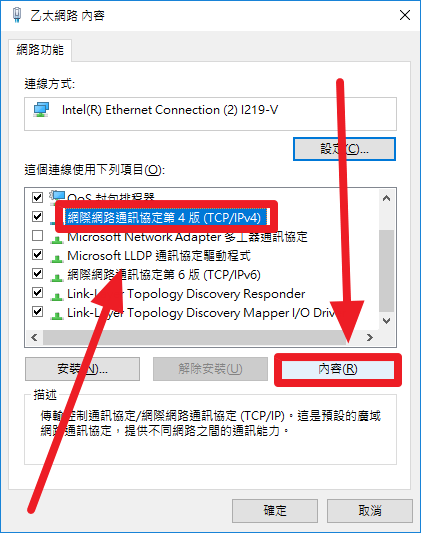 乙太網路 內容
網路功能
連線方式:
Intel(R) Ethernet Connection (2) I219-V
設定(C)...
這個連線使用下列項目(O):
QoS 封包排程器
網際網路通訊協定第 4 版 (TCP/IPv4)
Microsoft Network Adapter 多工器通訊協定
Microsoft LLDP 通訊協定驅動程式
網際網路通訊協定第 6 版 (TCP/IPv6)
Link-Layer Topology Discovery Responder
Link-Layer Topology Discovery Mapper I/O Driv
安裝(N)...
解除安裝(U)
內容(R)
描述
傳輸控制通訊協定/網際網路通訊協定 (TCP/IP)。這是預設的廣域
網路通訊協定，提供不同網路之間的通訊能力。
確定
取消